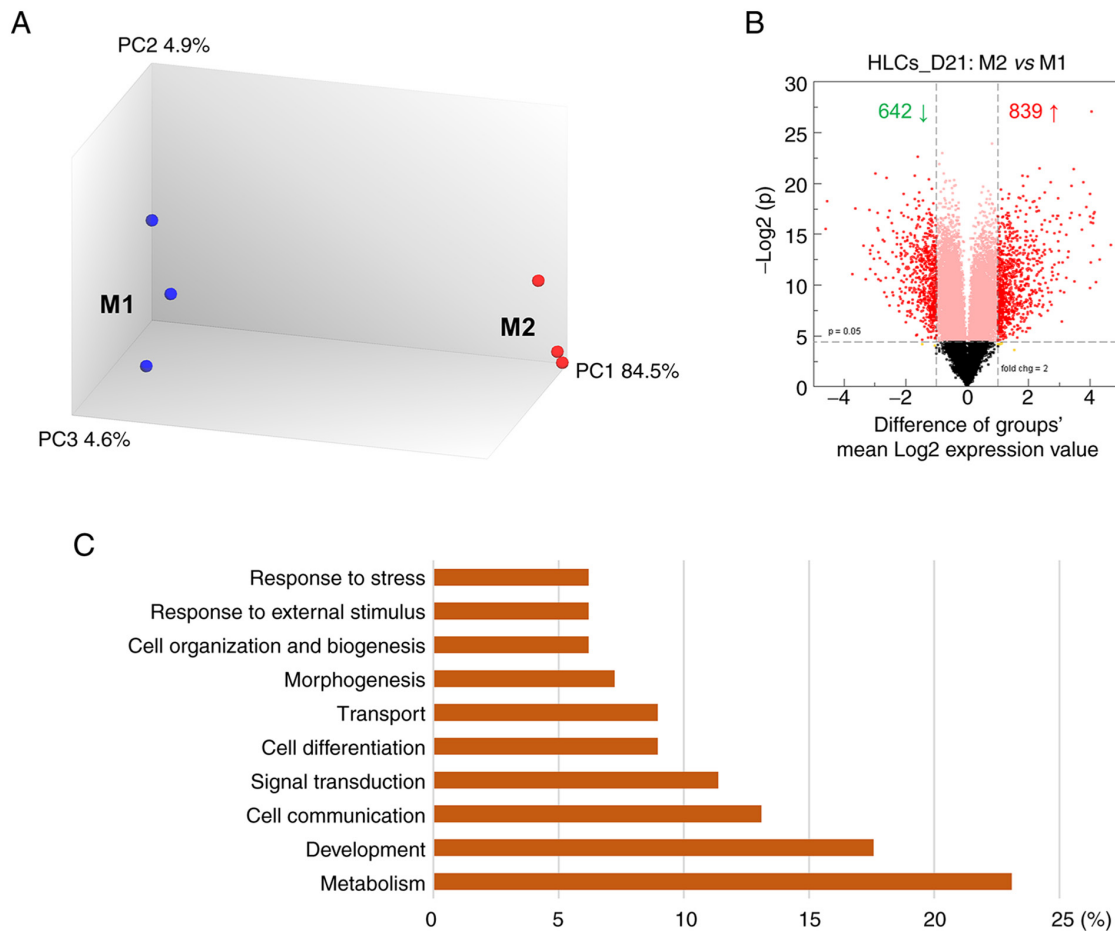 A
PC2 4.9%
M1
M2
PC1 84.5%
PC3 4.6%
B
HLCs_D21: M2 vs M1
642 ↓
839 ↑
30
25
20
15
10
5
0
−Log2 (p)
p = 0.05
fold chg = 2
−4
−2
0
2
4
Difference of groups'
mean Log2 expression value
C
Response to stress
Response to external stimulus
Cell organization and biogenesis
Morphogenesis
Transport
Cell differentiation
Signal transduction
Cell communication
Development
Metabolism
0
5
10
15
20
25 (%)